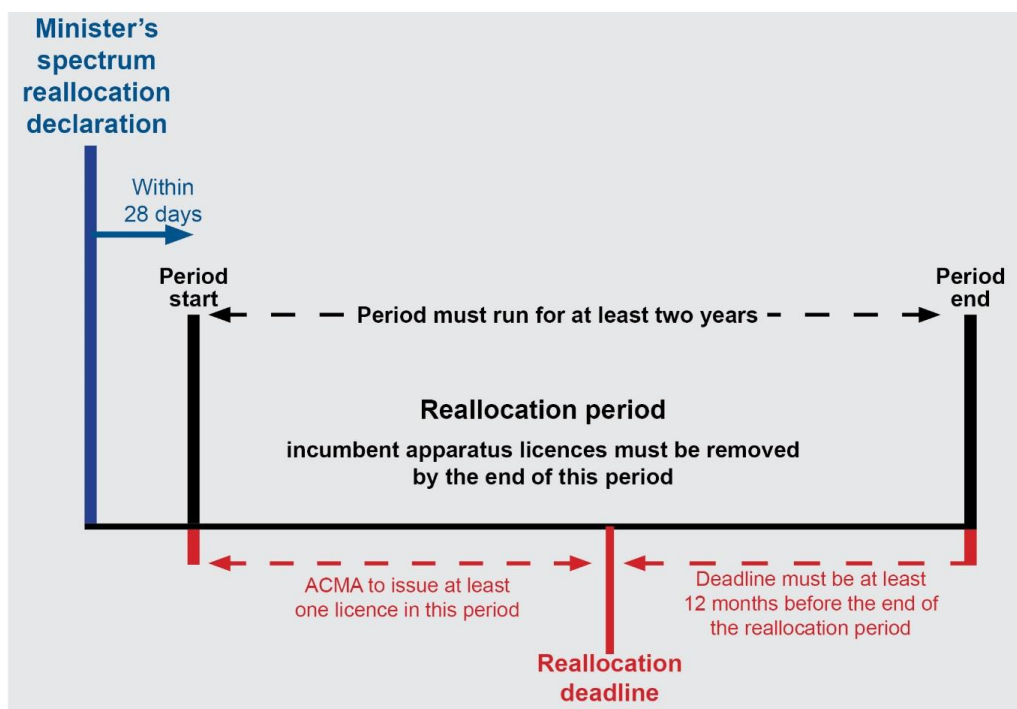 Minister's
spectrum
reallocation
declaration
Within
28 days
Period
start
Period must run for at least two years
Period
end
Reallocation period
incumbent apparatus licences must be removed
by the end of this period
ACMA to issue at least
one licence in this period
Deadline must be at least
12 months before the end of
the reallocation period
Reallocation
deadline